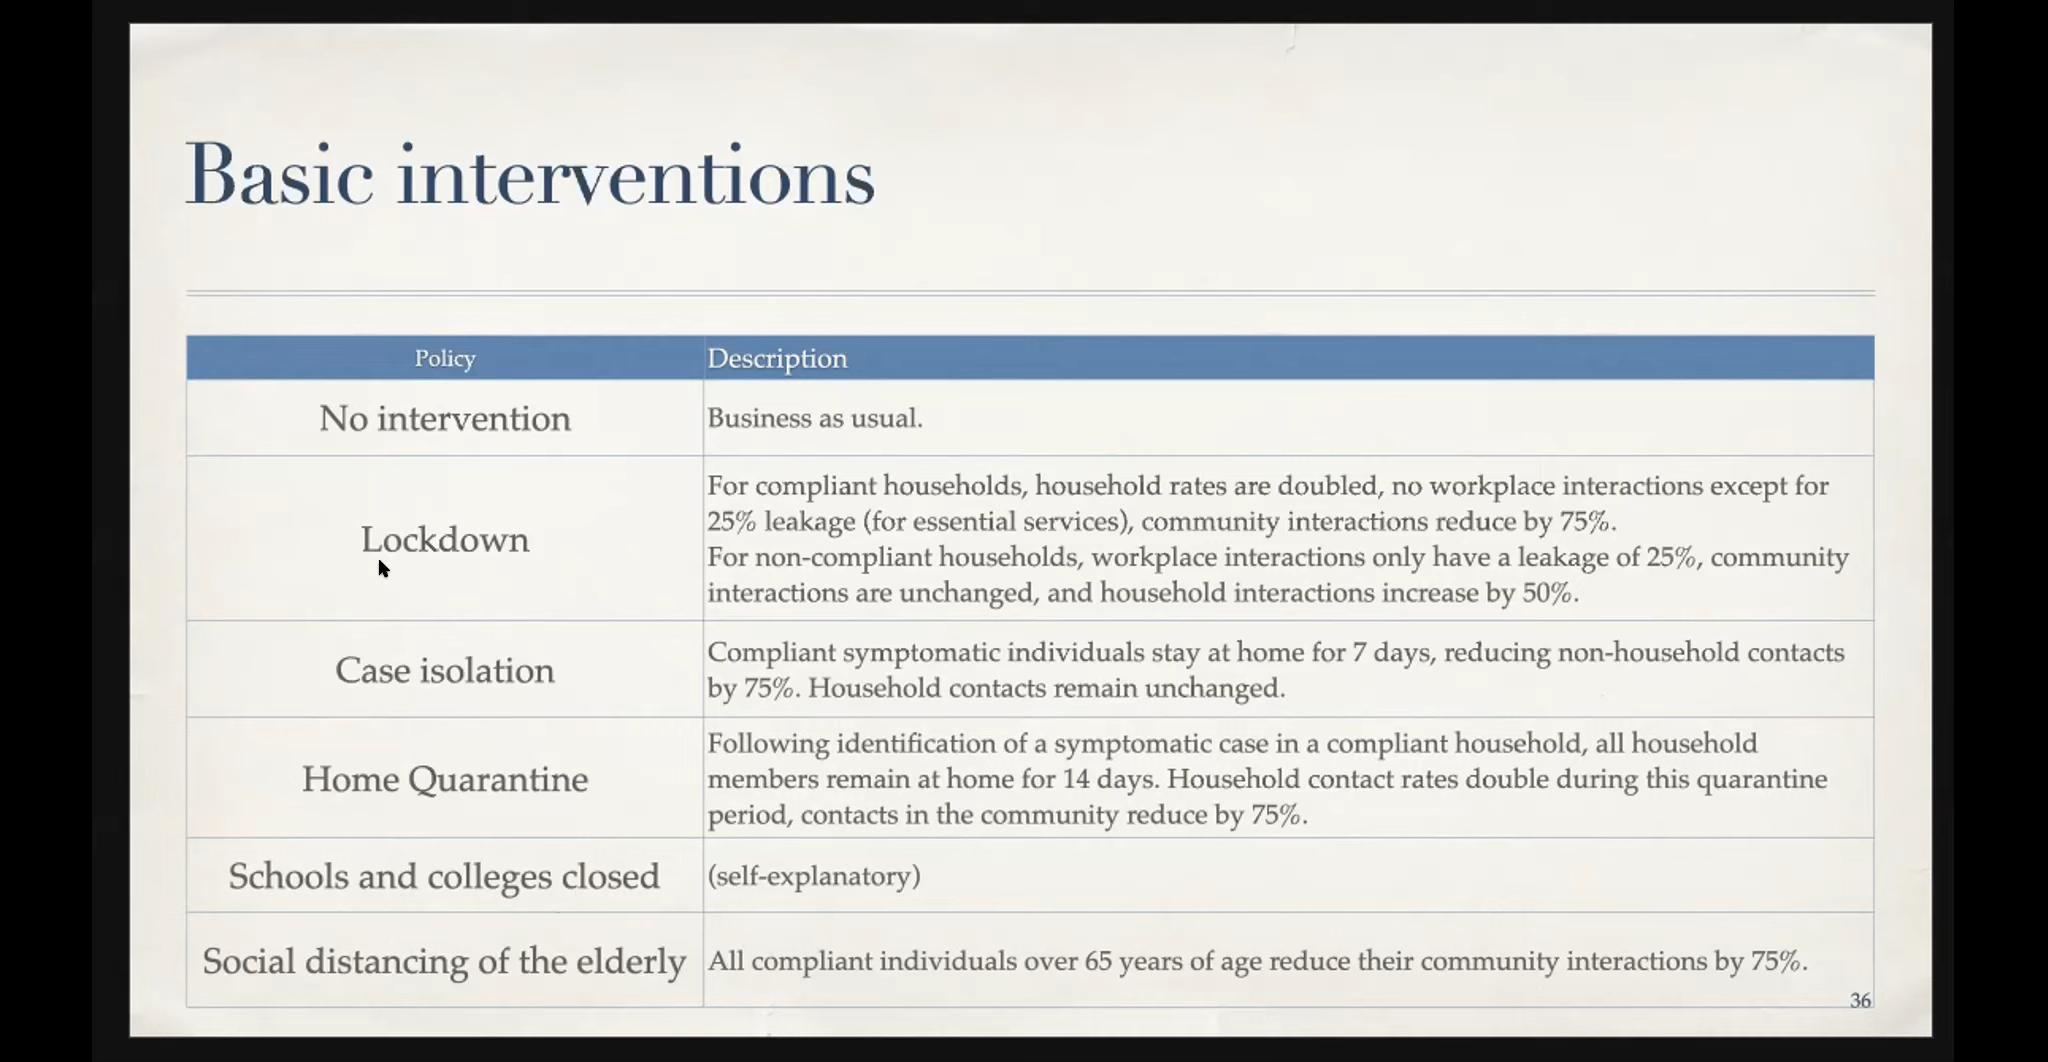 Basic interventions
Policy
Description
No intervention
Business as usual.
Lockdown
For compliant households, household rates are doubled, no workplace interactions except for
25% leakage (for essential services), community interactions reduce by 75%.
For non-compliant households, workplace interactions only have a leakage of 25%, community
interactions are unchanged, and household interactions increase by 50%.
Case isolation
Compliant symptomatic individuals stay at home for 7 days, reducing non-household contacts
by 75%. Household contacts remain unchanged.
Home Quarantine
Following identification of a symptomatic case in a compliant household, all household
members remain at home for 14 days. Household contact rates double during this quarantine
period, contacts in the community reduce by 75%.
Schools and colleges closed
(self-explanatory)
Social distancing of the elderly
All compliant individuals over 65 years of age reduce their community interactions by 75%.
36